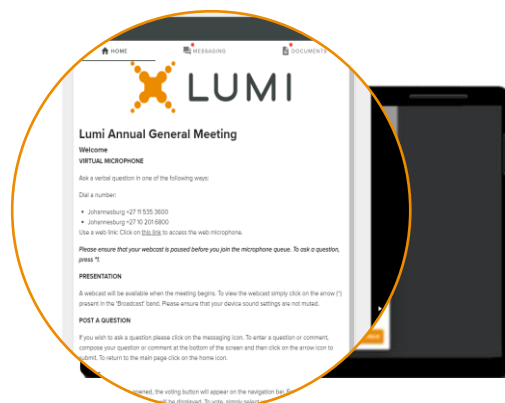 HOME MESSAGING DOCUMENTS
LUMI
Lumi Annual General Meeting
Welcome
VIRTUAL MICROPHONE
Ask a verbal question in one of the following ways:
Dial a number:
• Johannesburg +27 11 535 3600
• Johannesburg +27 10 201 6800
Use a web link: Click on this link to access the web microphone.
Please ensure that your webcast is paused before you join the microphone queue. To ask a question,
press *1.
PRESENTATION
A webcast will be available when the meeting begins. To view the webcast simply click on the arrow (^)
present in the 'Broadcast' band. Please ensure that your device sound settings are not muted.
POST A QUESTION
If you wish to ask a question please click on the messaging icon. To enter a question or comment,
compose your question or comment at the bottom of the screen and then click on the arrow icon to
submit. To return to the main page click on the home icon.
opened, the voting button will appear on the navigation bar.
will be displayed. To vote, simply select